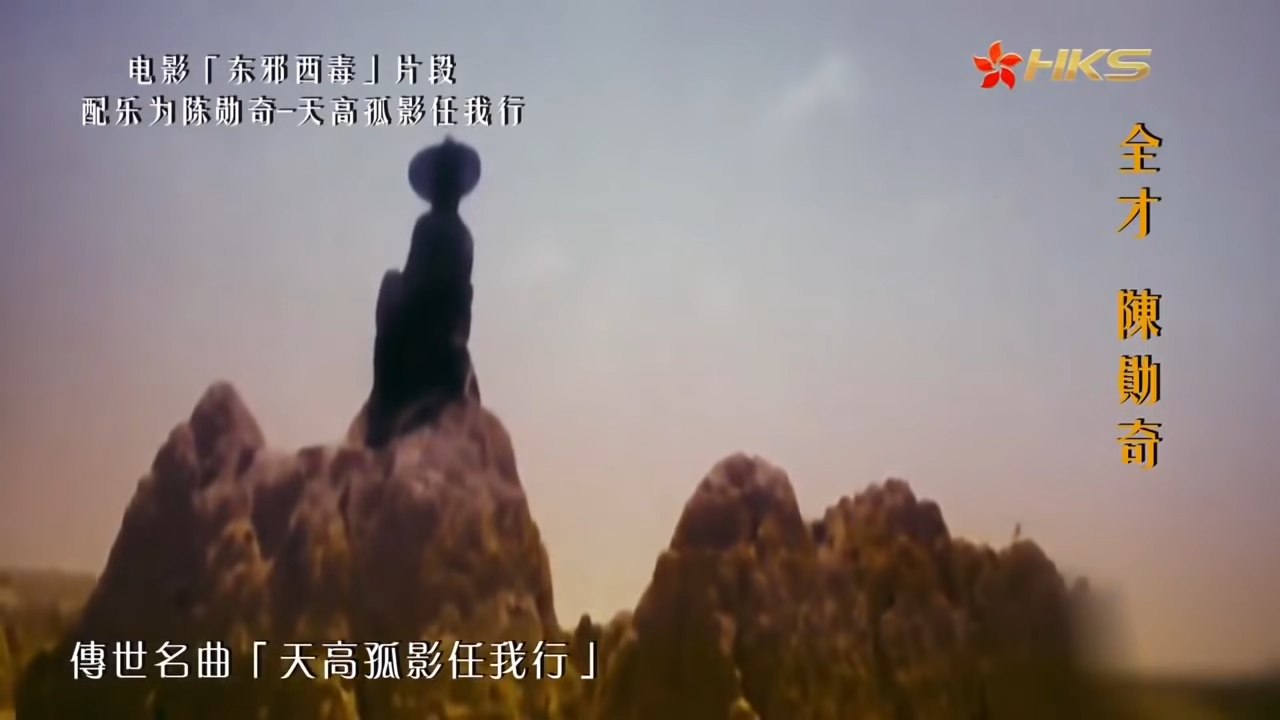 电影「东邪西毒」片段
配乐为陈勋奇-天高孤影任我行
HKS
全才 陳勛奇
傳世名曲「天高孤影任我行」